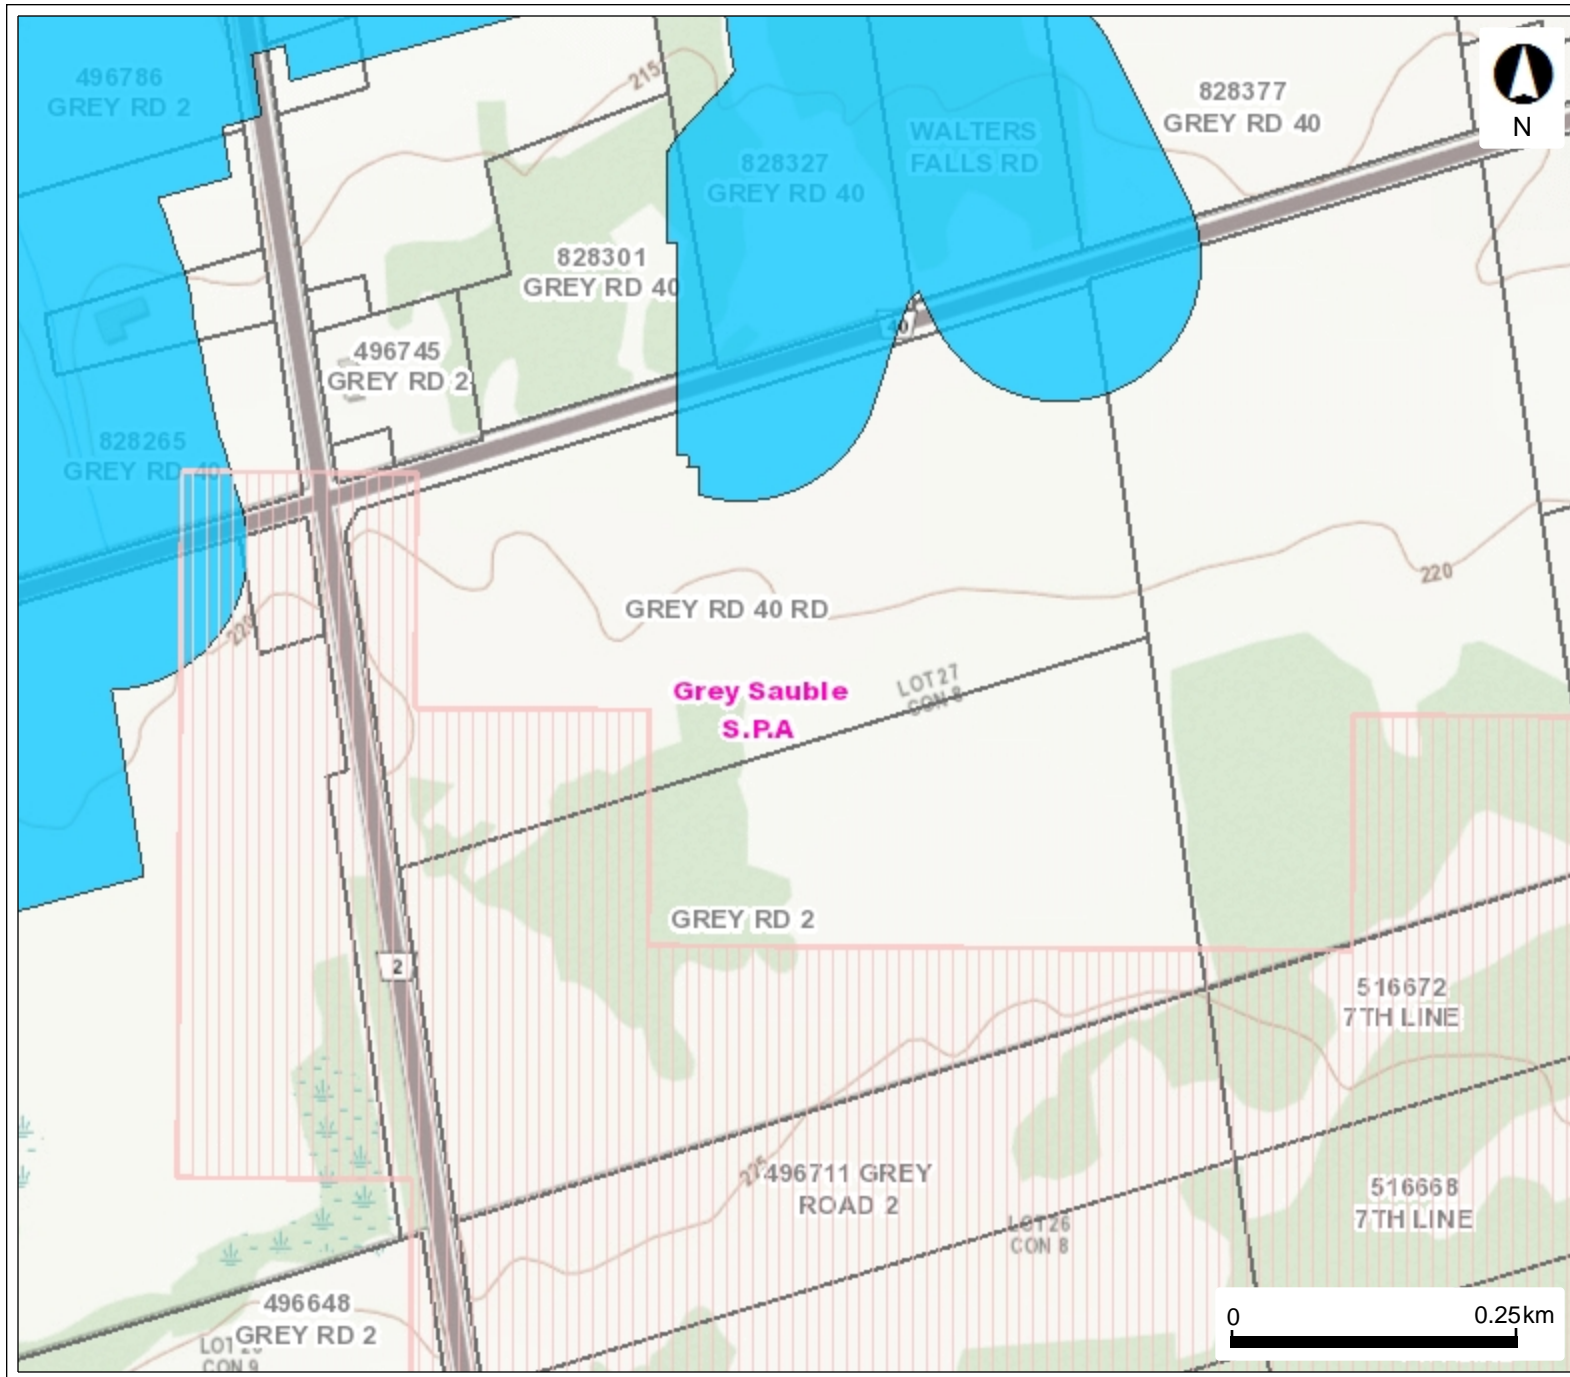 496786
GREY RD 2
215
828377
GREY RD 40
N
WALTERS
FALLS RD
828327
GREY RD 40
828301
GREY RD 40
40
496745
GREY RD 2
828265
GREY RD 40
220
220
GREY RD 40 RD
Grey Sauble
S.P.A
LOT 27
CON 8
GREY RD 2
2
516672
7TH LINE
225
496711 GREY
ROAD 2
LOT 26
CON 8
516668
7TH LINE
496648
GREY RD 2
CON 9
0
0.25km